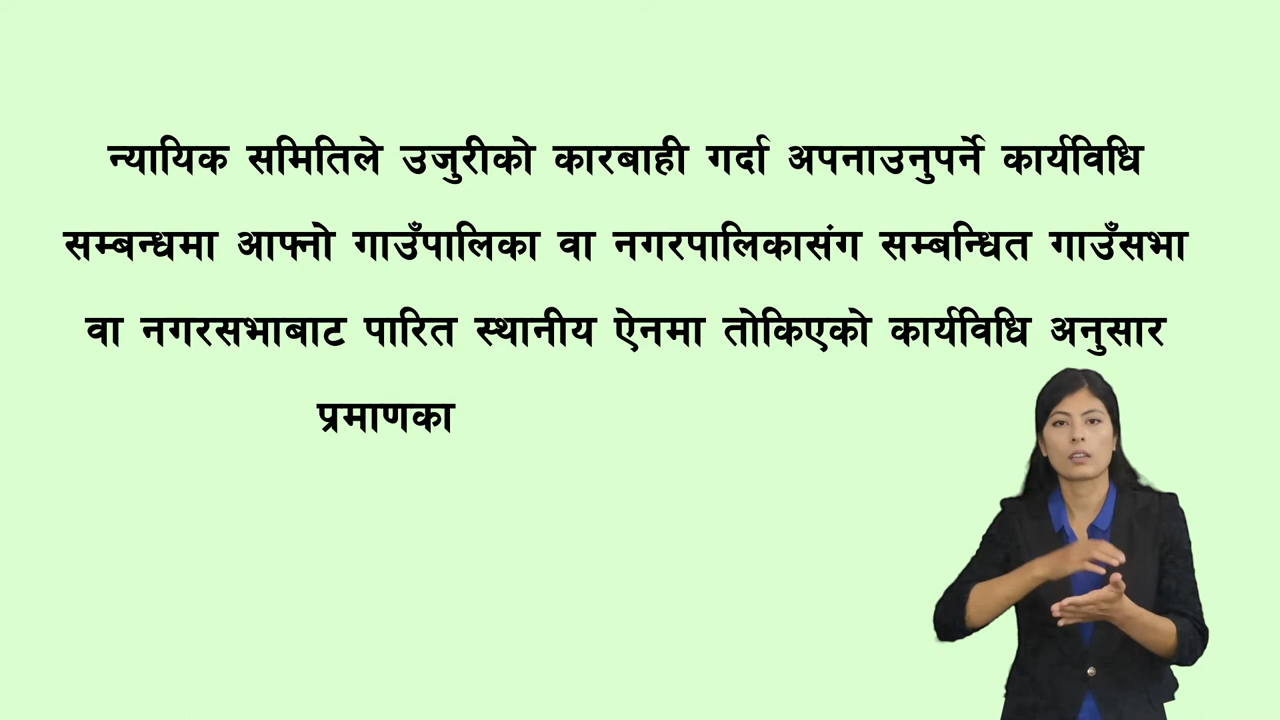 न्यायिक समितिले उजुरीको कारबाही गर्दा अपनाउनुपर्ने कार्यविधि
सम्बन्धमा आफ्नो गाउँपालिका वा नगरपालिकासंग सम्बन्धित गाउँसभा
वा नगरसभाबाट पारित स्थानीय ऐनमा तोकिएको कार्यविधि अनुसार
प्रमाणका